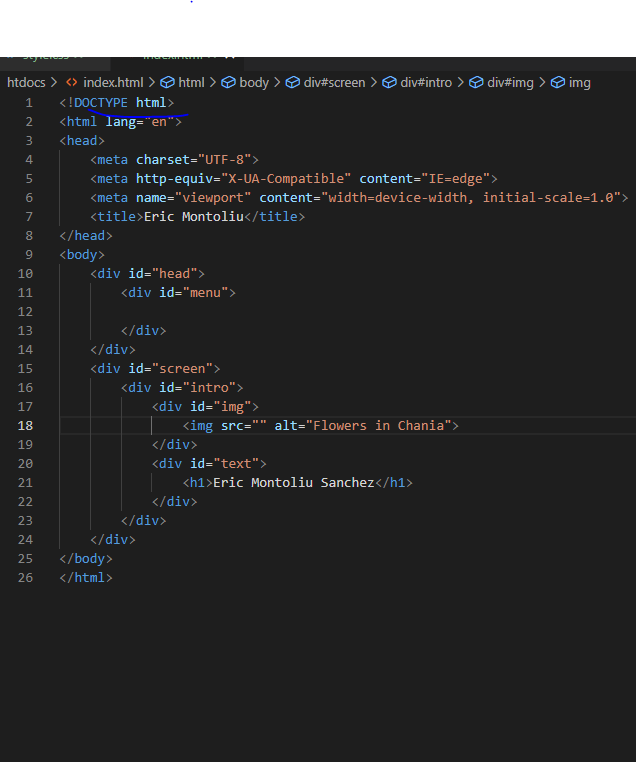 htdocs > <> index.html > html > body > div#screen > div#intro > div#img > img
1 <!DOCTYPE html>
2 <html lang="en">
3 <head>
4 <meta charset="UTF-8">
5 <meta http-equiv="X-UA-Compatible" content="IE=edge">
6 <meta name="viewport" content="width=device-width, initial-scale=1.0">
7 <title>Eric Montoliu</title>
8 </head>
9 <body>
10 <div id="head">
11 <div id="menu">
12
13 </div>
14 </div>
15 <div id="screen">
16 <div id="intro">
17 <div id="img">
18 <img src="" alt="Flowers in Chania">
19 </div>
20 <div id="text">
21 <h1>Eric Montoliu Sanchez</h1>
22 </div>
23 </div>
24 </div>
25 </body>
26 </html>